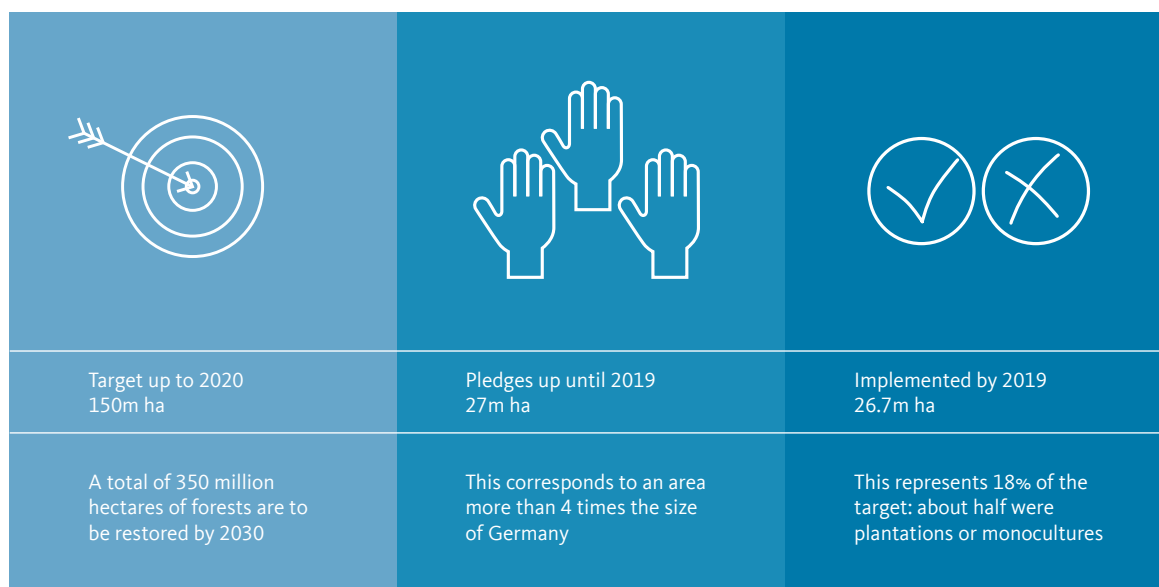 Target up to 2020
150m ha
Pledges up until 2019
27m ha
Implemented by 2019
26.7m ha
A total of 350 million
hectares of forests are to
be restored by 2030
This corresponds to an area
more than 4 times the size
of Germany
This represents 18% of the
target: about half were
plantations or monocultures